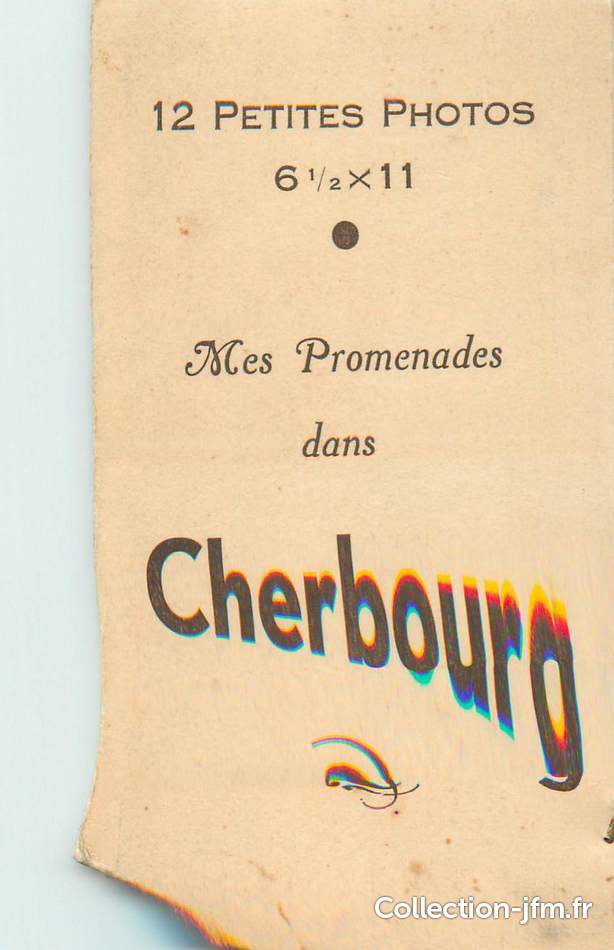 12 PETITES PHOTOS
6 1/2 × 11
Mes Promenades
dans
Cherbourg
Collection-jfm.fr